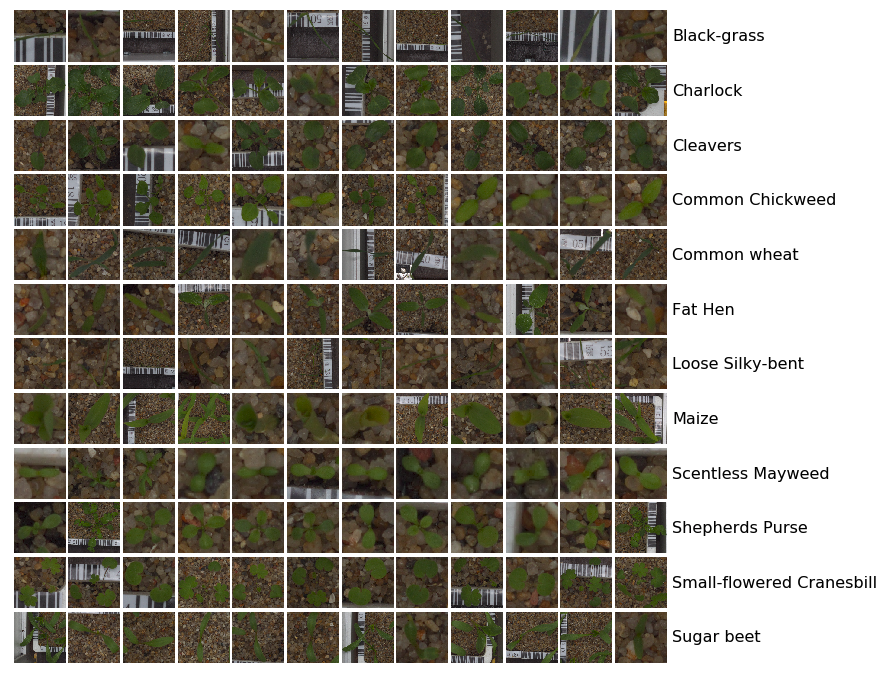 Black-grass
Charlock
Cleavers
Common Chickweed
Common wheat
Fat Hen
Loose Silky-bent
Maize
Scentless Mayweed
Shepherds Purse
Small-flowered Cranesbill
Sugar beet